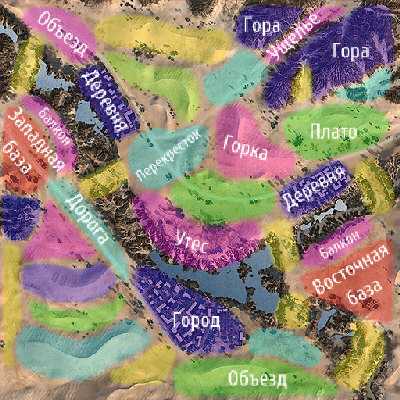 Объезд
Гора
Ущелье
Гора
Деревня
Балкон
Западная
база
Перекресток
Горка
Плато
Деревня
Дорога
Утес
Балкон
Восточная
база
Город
Объезд